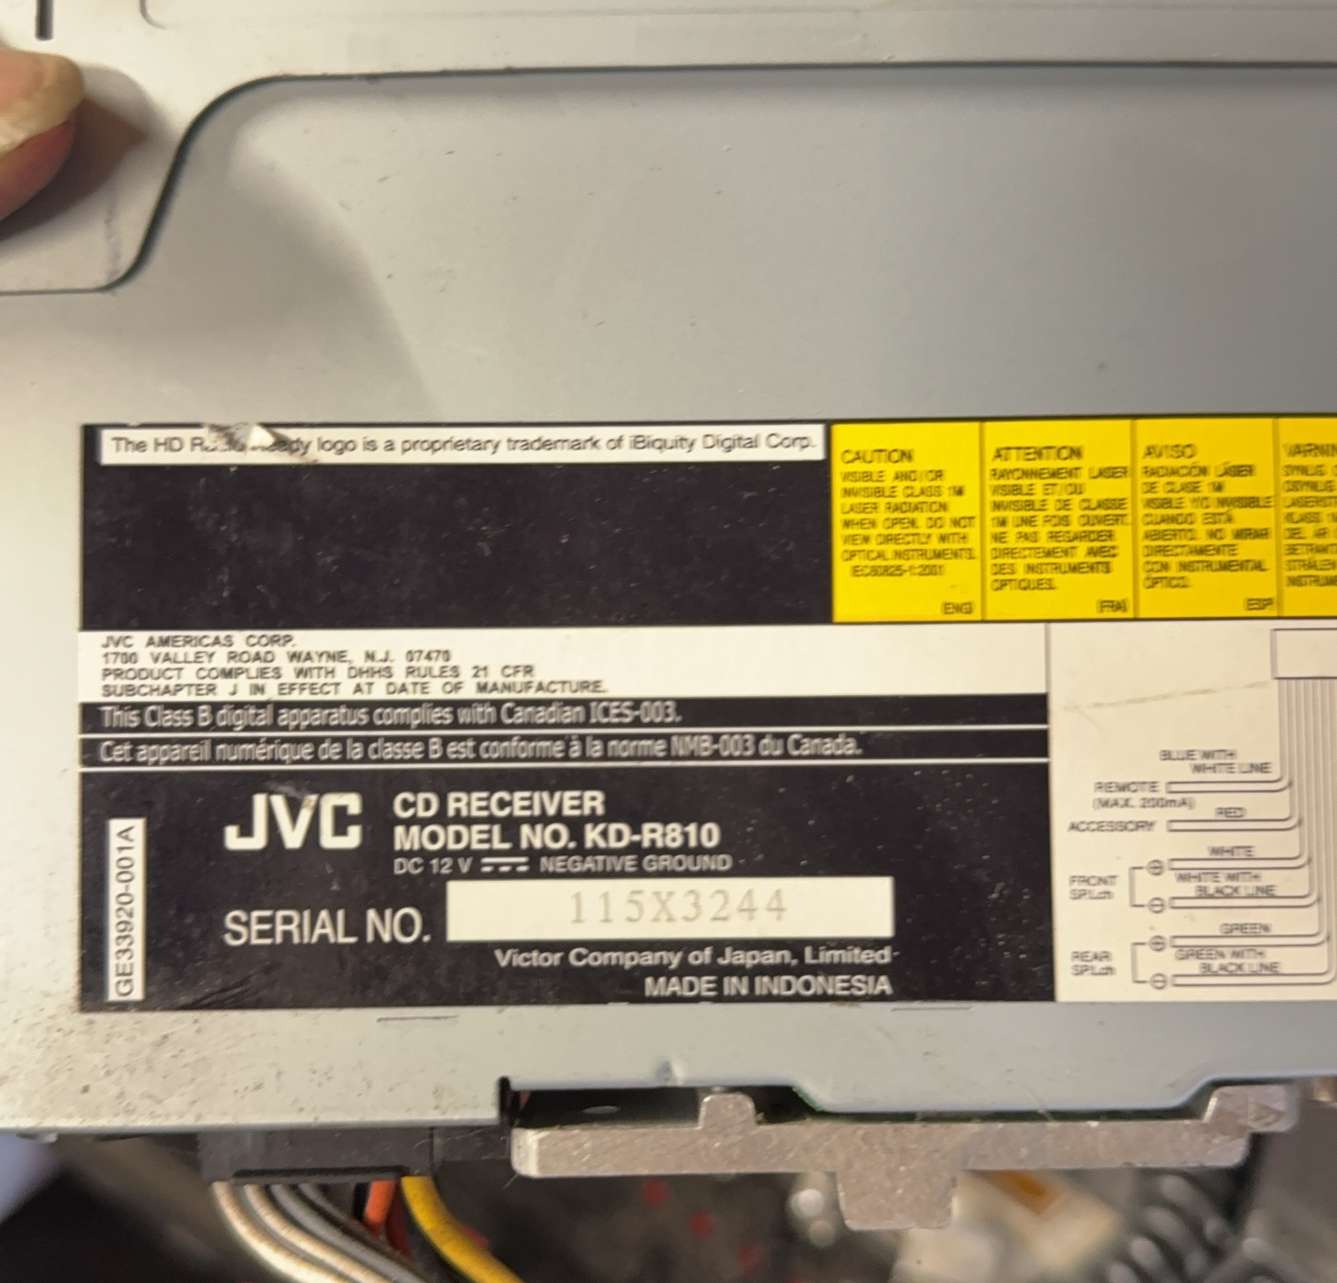 The HD Radio Ready logo is a proprietary trademark of iBiquity Digital Corp.
CAUTION
VISIBLE AND/OR
INVISIBLE CLASS 1M
LASER RADIATION
WHEN OPEN. DO NOT
VIEW DIRECTLY WITH
OPTICAL INSTRUMENTS.
IEC60825-1:2001
(ENG)
ATTENTION
RAYONNEMENT LASER
VISIBLE ET/OU
INVISIBLE DE CLASSE
1M UNE FOIS OUVERT.
NE PAS REGARDER
DIRECTEMENT AVEC
DES INSTRUMENTS
OPTIQUES.
(FRA)
AVISO
RADIACIÓN LÁSER
DE CLASE 1M
VISIBLE Y/O INVISIBLE
CUANDO ESTÁ
ABIERTO. NO MIRAR
DIRECTAMENTE
CON INSTRUMENTAL
ÓPTICO.
(ESP)
JVC AMERICAS CORP.
1700 VALLEY ROAD WAYNE, N.J. 07470
PRODUCT COMPLIES WITH DHHS RULES 21 CFR
SUBCHAPTER J IN EFFECT AT DATE OF MANUFACTURE.
This Class B digital apparatus complies with Canadian ICES-003.
Cet appareil numérique de la classe B est conforme à la norme NMB-003 du Canada.
GE33920-001A
JVC
CD RECEIVER
MODEL NO. KD-R810
DC 12 V NEGATIVE GROUND
SERIAL NO. 115X3244
Victor Company of Japan, Limited
MADE IN INDONESIA
BLUE WITH
WHITE LINE
REMOTE
(MAX. 200mA)
RED
ACCESSORY
WHITE
FRONT
SP/L ch
WHITE WITH
BLACK LINE
GREEN
REAR
SP/L ch
GREEN WITH
BLACK LINE